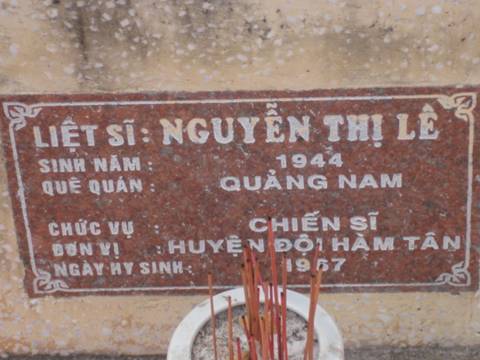 LIỆT SĨ : NGUYỄN THỊ LÊ
SINH NĂM : 1944
QUÊ QUÁN : QUẢNG NAM
CHỨC VỤ : CHIẾN SĨ
ĐƠN VỊ : HUYỆN ĐỘI HÀM TÂN
NGÀY HY SINH : 1967